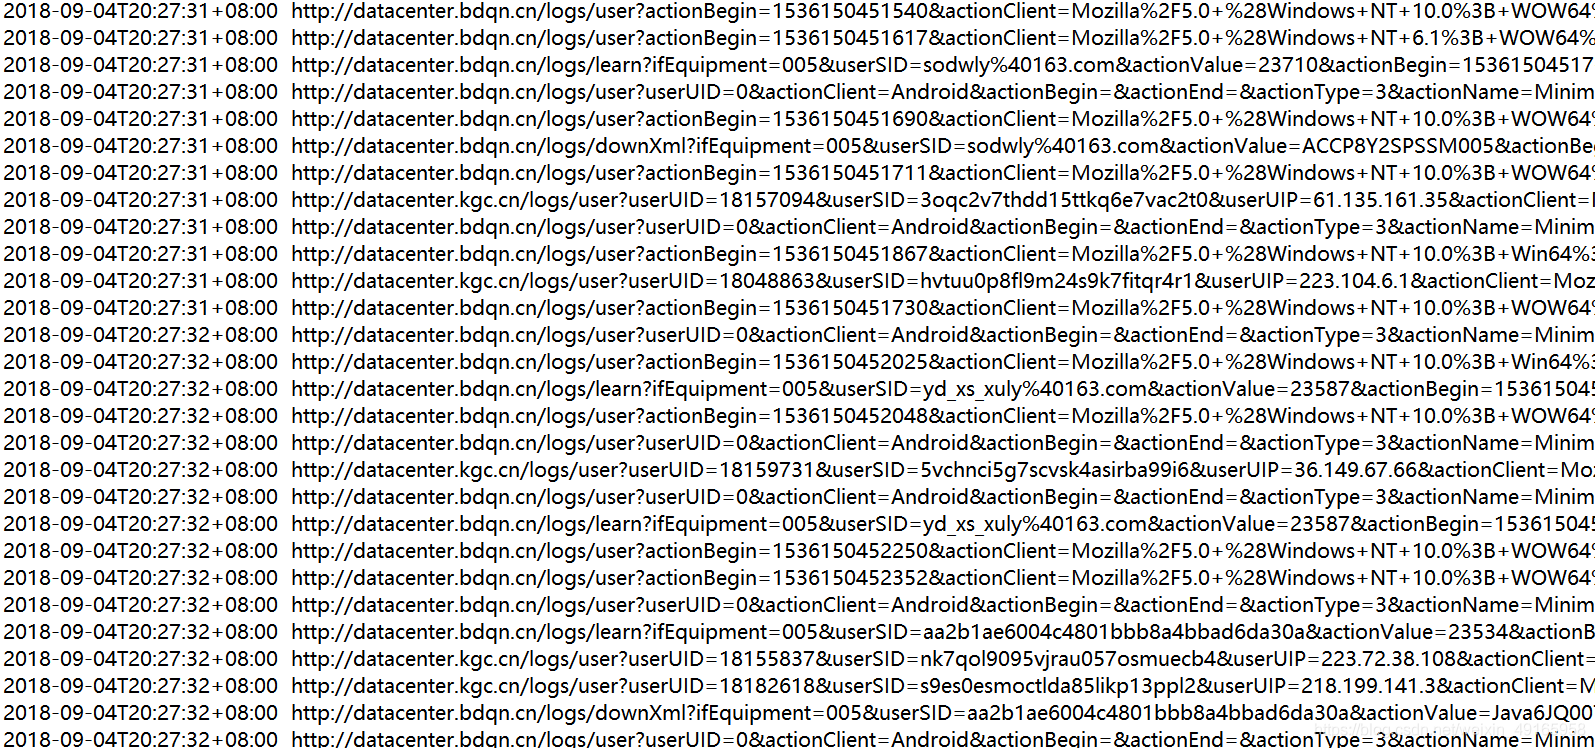 2018-09-04T20:27:31+08:00 http://datacenter.bdqn.cn/logs/user?actionBegin=1536150451540&actionClient=Mozilla%2F5.0+%28Windows+NT+10.0%3B+WOW64%
2018-09-04T20:27:31+08:00 http://datacenter.bdqn.cn/logs/user?actionBegin=1536150451617&actionClient=Mozilla%2F5.0+%28Windows+NT+6.1%3B+WOW64%
2018-09-04T20:27:31+08:00 http://datacenter.bdqn.cn/logs/learn?ifEquipment=005&userSID=sodwly%40163.com&actionValue=23710&actionBegin=15361504517
2018-09-04T20:27:31+08:00 http://datacenter.bdqn.cn/logs/user?userUID=0&actionClient=Android&actionBegin=&actionEnd=&actionType=3&actionName=Minim
2018-09-04T20:27:31+08:00 http://datacenter.bdqn.cn/logs/user?actionBegin=1536150451690&actionClient=Mozilla%2F5.0+%28Windows+NT+10.0%3B+WOW64%
2018-09-04T20:27:31+08:00 http://datacenter.bdqn.cn/logs/downXml?ifEquipment=005&userSID=sodwly%40163.com&actionValue=ACCP8Y2SPSSM005&actionBe
2018-09-04T20:27:31+08:00 http://datacenter.bdqn.cn/logs/user?actionBegin=1536150451711&actionClient=Mozilla%2F5.0+%28Windows+NT+10.0%3B+WOW64%
2018-09-04T20:27:31+08:00 http://datacenter.kgc.cn/logs/user?userUID=18157094&userSID=3oqc2v7thdd15ttkq6e7vac2t0&userUIP=61.135.161.35&actionClient=
2018-09-04T20:27:31+08:00 http://datacenter.bdqn.cn/logs/user?userUID=0&actionClient=Android&actionBegin=&actionEnd=&actionType=3&actionName=Minim
2018-09-04T20:27:31+08:00 http://datacenter.bdqn.cn/logs/user?actionBegin=1536150451867&actionClient=Mozilla%2F5.0+%28Windows+NT+10.0%3B+Win64%3
2018-09-04T20:27:31+08:00 http://datacenter.kgc.cn/logs/user?userUID=18048863&userSID=hvtuu0p8fl9m24s9k7fitqr4r1&userUIP=223.104.6.1&actionClient=Moz
2018-09-04T20:27:31+08:00 http://datacenter.bdqn.cn/logs/user?actionBegin=1536150451730&actionClient=Mozilla%2F5.0+%28Windows+NT+10.0%3B+WOW64%
2018-09-04T20:27:32+08:00 http://datacenter.bdqn.cn/logs/user?userUID=0&actionClient=Android&actionBegin=&actionEnd=&actionType=3&actionName=Minim
2018-09-04T20:27:32+08:00 http://datacenter.bdqn.cn/logs/user?actionBegin=1536150452025&actionClient=Mozilla%2F5.0+%28Windows+NT+10.0%3B+Win64%3
2018-09-04T20:27:32+08:00 http://datacenter.bdqn.cn/logs/learn?ifEquipment=005&userSID=yd_xs_xuly%40163.com&actionValue=23587&actionBegin=153615045
2018-09-04T20:27:32+08:00 http://datacenter.bdqn.cn/logs/user?actionBegin=1536150452048&actionClient=Mozilla%2F5.0+%28Windows+NT+10.0%3B+WOW64%
2018-09-04T20:27:32+08:00 http://datacenter.bdqn.cn/logs/user?userUID=0&actionClient=Android&actionBegin=&actionEnd=&actionType=3&actionName=Minim
2018-09-04T20:27:32+08:00 http://datacenter.kgc.cn/logs/user?userUID=18159731&userSID=5vchnci5g7scvsk4asirba99i6&userUIP=36.149.67.66&actionClient=Mo
2018-09-04T20:27:32+08:00 http://datacenter.bdqn.cn/logs/user?userUID=0&actionClient=Android&actionBegin=&actionEnd=&actionType=3&actionName=Minim
2018-09-04T20:27:32+08:00 http://datacenter.bdqn.cn/logs/learn?ifEquipment=005&userSID=yd_xs_xuly%40163.com&actionValue=23587&actionBegin=153615045
2018-09-04T20:27:32+08:00 http://datacenter.bdqn.cn/logs/user?actionBegin=1536150452250&actionClient=Mozilla%2F5.0+%28Windows+NT+10.0%3B+WOW64%
2018-09-04T20:27:32+08:00 http://datacenter.bdqn.cn/logs/user?actionBegin=1536150452352&actionClient=Mozilla%2F5.0+%28Windows+NT+10.0%3B+WOW64%
2018-09-04T20:27:32+08:00 http://datacenter.bdqn.cn/logs/user?userUID=0&actionClient=Android&actionBegin=&actionEnd=&actionType=3&actionName=Minim
2018-09-04T20:27:32+08:00 http://datacenter.bdqn.cn/logs/learn?ifEquipment=005&userSID=aa2b1ae6004c4801bbb8a4bbad6da30a&actionValue=23534&actionB
2018-09-04T20:27:32+08:00 http://datacenter.kgc.cn/logs/user?userUID=18155837&userSID=nk7qol9095vjrau057osmuecb4&userUIP=223.72.38.108&actionClient=
2018-09-04T20:27:32+08:00 http://datacenter.kgc.cn/logs/user?userUID=18182618&userSID=s9es0esmoctlda85likp13ppl2&userUIP=218.199.141.3&actionClient=M
2018-09-04T20:27:32+08:00 http://datacenter.bdqn.cn/logs/downXml?ifEquipment=005&userSID=aa2b1ae6004c4801bbb8a4bbad6da30a&actionValue=Java6JQ00
2018-09-04T20:27:32+08:00 http://datacenter.bdqn.cn/logs/user?userUID=0&actionClient=Android&actionBegin=&actionEnd=&actionType=3&actionName=Minim